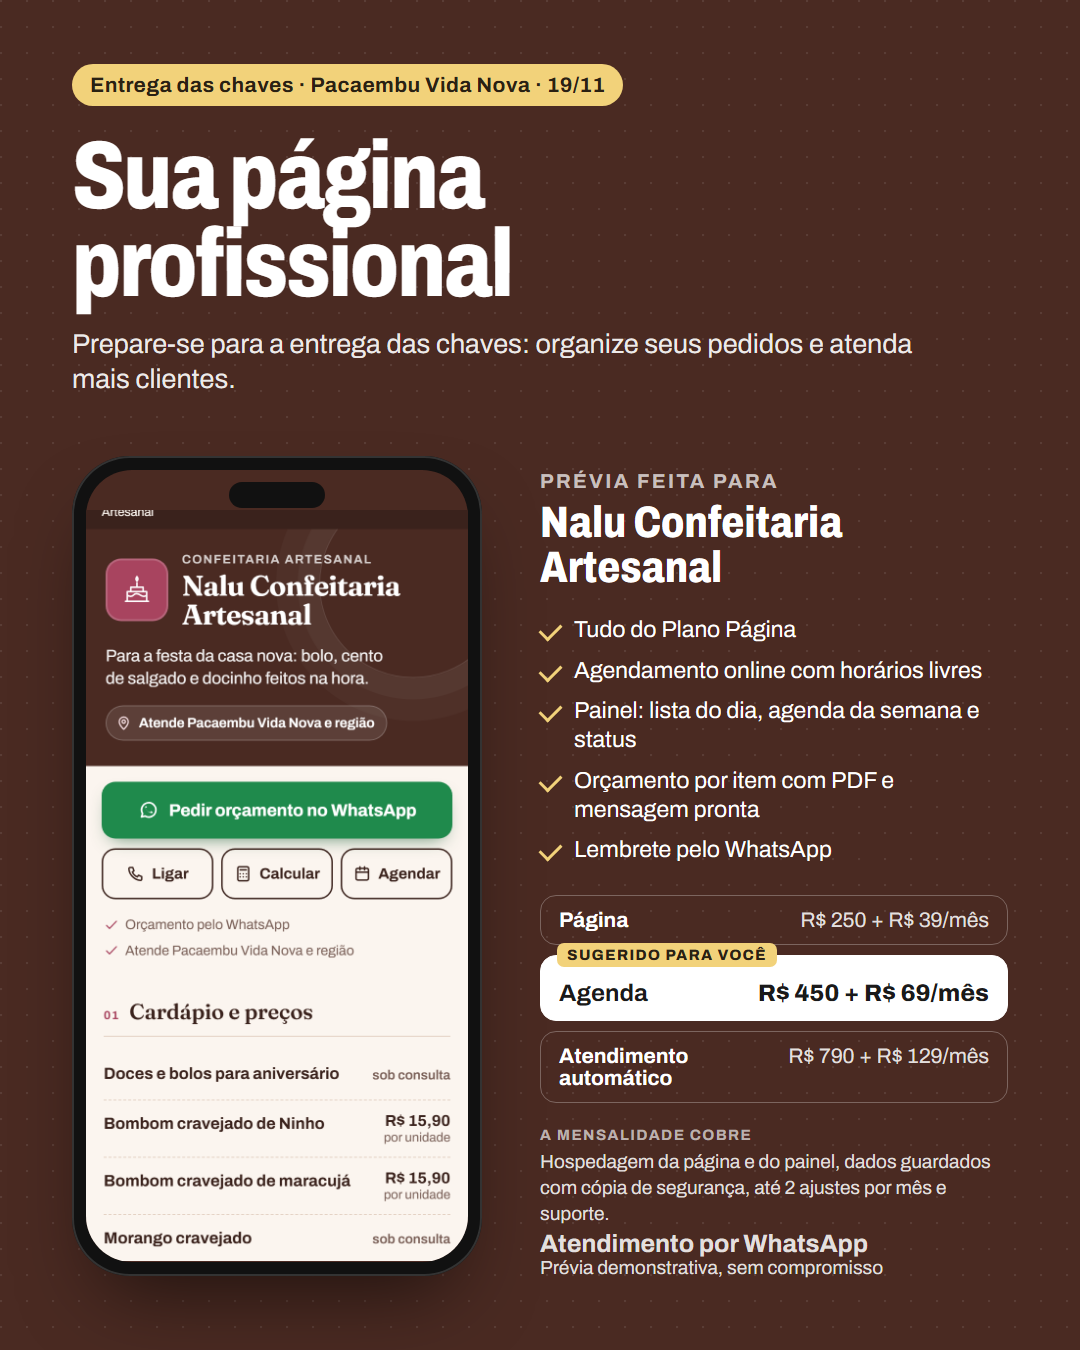 Entrega das chaves · Pacaembu Vida Nova · 19/11
Sua página
profissional
Prepare-se para a entrega das chaves: organize seus pedidos e atenda
mais clientes.
Artesanal
CONFEITARIA ARTESANAL
Nalu Confeitaria
Artesanal
Para a festa da casa nova: bolo, cento
de salgado e docinho feitos na hora.
Atende Pacaembu Vida Nova e região
Pedir orçamento no WhatsApp
Ligar
Calcular
Agendar
Orçamento pelo WhatsApp
Atende Pacaembu Vida Nova e região
01 Cardápio e preços
Doces e bolos para aniversário sob consulta
Bombom cravejado de Ninho R$ 15,90
por unidade
Bombom cravejado de maracujá R$ 15,90
por unidade
Morango cravejado sob consulta
PRÉVIA FEITA PARA
Nalu Confeitaria
Artesanal
Tudo do Plano Página
Agendamento online com horários livres
Painel: lista do dia, agenda da semana e
status
Orçamento por item com PDF e
mensagem pronta
Lembrete pelo WhatsApp
Página R$ 250 + R$ 39/mês
SUGERIDO PARA VOCÊ
Agenda R$ 450 + R$ 69/mês
Atendimento R$ 790 + R$ 129/mês
automático
A MENSALIDADE COBRE
Hospedagem da página e do painel, dados guardados
com cópia de segurança, até 2 ajustes por mês e
suporte.
Atendimento por WhatsApp
Prévia demonstrativa, sem compromisso